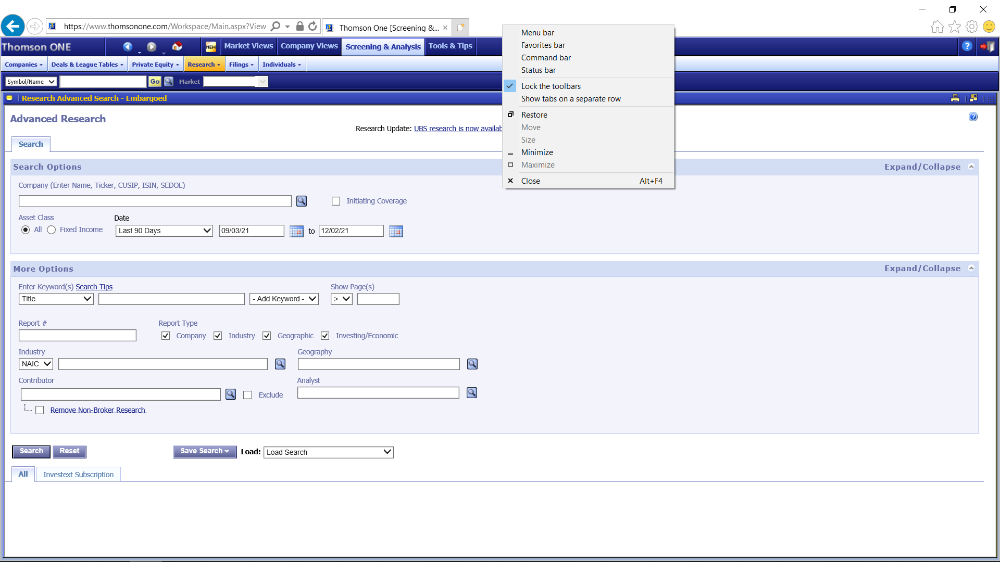 https://www.thomsonone.com/Workspace/Main.aspx?View
Thomson One [Screening &...
Thomson ONE
NEW
Market Views
Company Views
Screening & Analysis
Tools & Tips
Companies
Deals & League Tables
Private Equity
Research
Filings
Individuals
Symbol/Name
Go
Market
Research Advanced Search - Embargoed
Menu bar
Favorites bar
Command bar
Status bar
Lock the toolbars
Show tabs on a separate row
Restore
Move
Size
Minimize
Maximize
Close Alt+F4
Advanced Research
Research Update: UBS research is now availab
Search
Search Options
Expand/Collapse
Company (Enter Name, Ticker, CUSIP, ISIN, SEDOL)
Initiating Coverage
Asset Class
Date
All
Fixed Income
Last 90 Days
09/03/21
to
12/02/21
More Options
Expand/Collapse
Enter Keyword(s) Search Tips
Show Page(s)
Title
- Add Keyword -
>
Report #
Report Type
Company
Industry
Geographic
Investing/Economic
Industry
Geography
NAIC
Contributor
Analyst
Exclude
Remove Non-Broker Research
Search
Reset
Save Search
Load:
Load Search
All
Investext Subscription